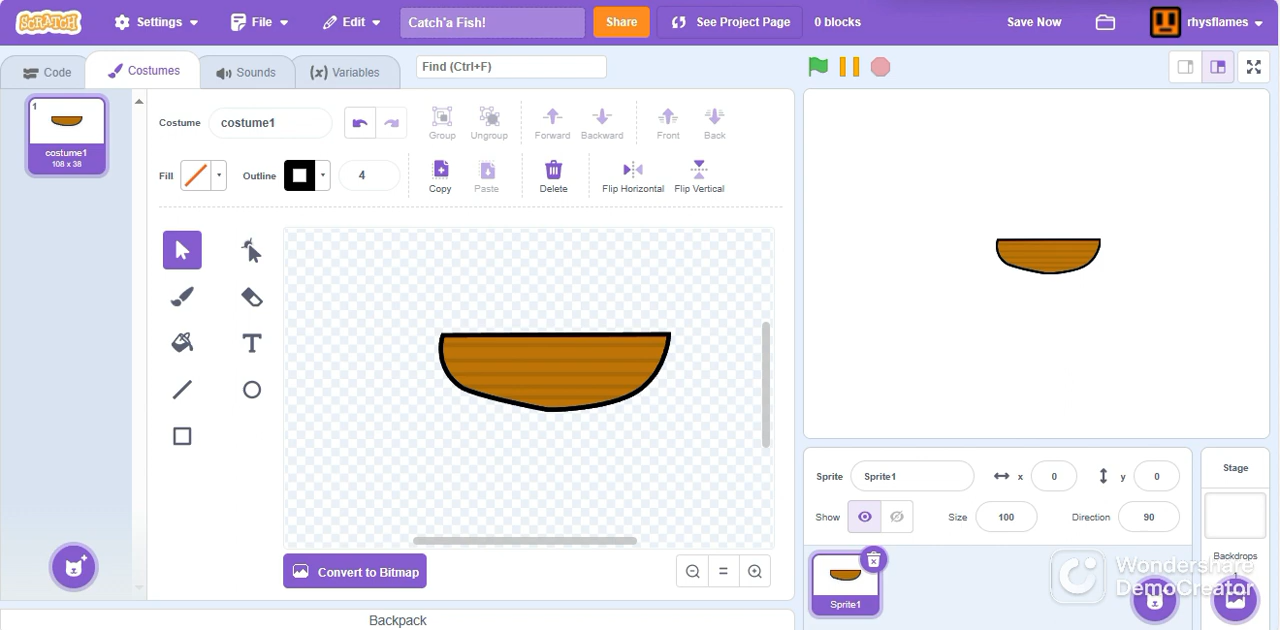 SCRATCH Settings File Edit Catch'a Fish! Share See Project Page 0 blocks Save Now rhysflames
Code Costumes Sounds (x) Variables Find (Ctrl+F)
1
costume1
108 x 38
Costume costume1 Group Ungroup Forward Backward Front Back
Fill Outline 4 Copy Paste Delete Flip Horizontal Flip Vertical
T
Convert to Bitmap
Backpack
Sprite Sprite1 x 0 y 0
Show Size 100 Direction 90
Sprite1
Stage
Backdrops
Wondershare
DemoCreator